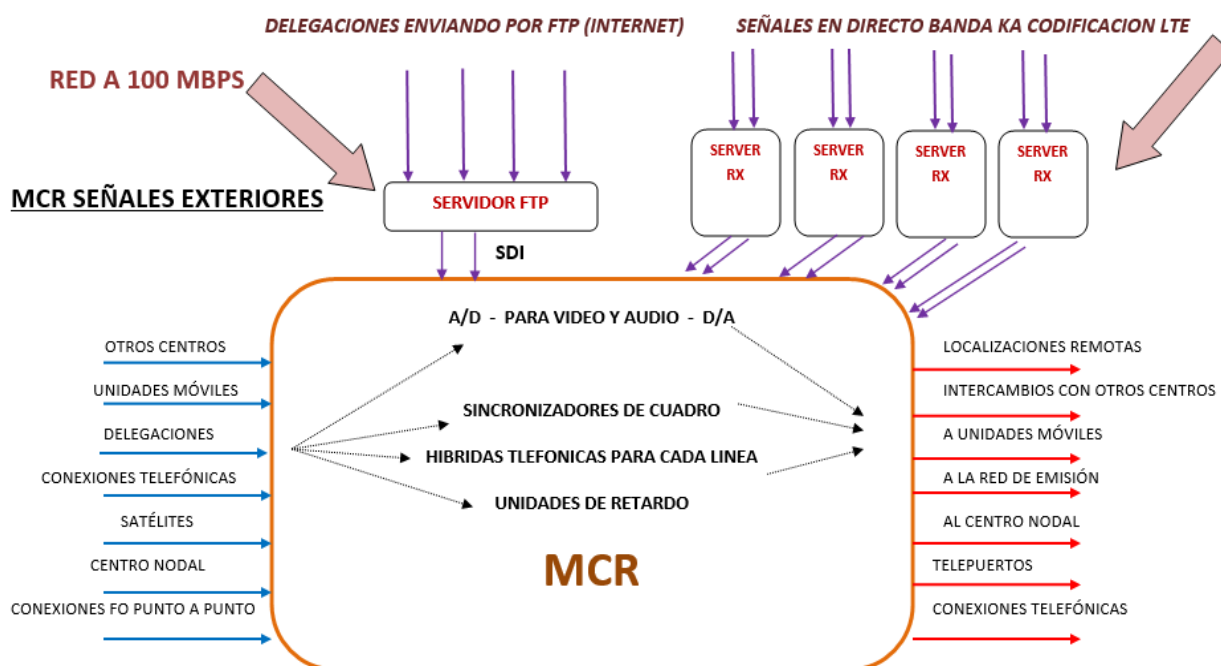 DELEGACIONES ENVIANDO POR FTP (INTERNET)
SEÑALES EN DIRECTO BANDA KA CODIFICACION LTE
RED A 100 MBPS
SERVER
RX
SERVER
RX
SERVER
RX
SERVER
RX
MCR SEÑALES EXTERIORES
SERVIDOR FTP
SDI
A/D - PARA VIDEO Y AUDIO - D/A
SINCRONIZADORES DE CUADRO
HIBRIDAS TLEFONICAS PARA CADA LINEA
UNIDADES DE RETARDO
MCR
OTROS CENTROS
UNIDADES MÓVILES
DELEGACIONES
CONEXIONES TELEFÓNICAS
SATÉLITES
CENTRO NODAL
CONEXIONES FO PUNTO A PUNTO
LOCALIZACIONES REMOTAS
INTERCAMBIOS CON OTROS CENTROS
A UNIDADES MÓVILES
A LA RED DE EMISIÓN
AL CENTRO NODAL
TELEPUERTOS
CONEXIONES TELEFÓNICAS